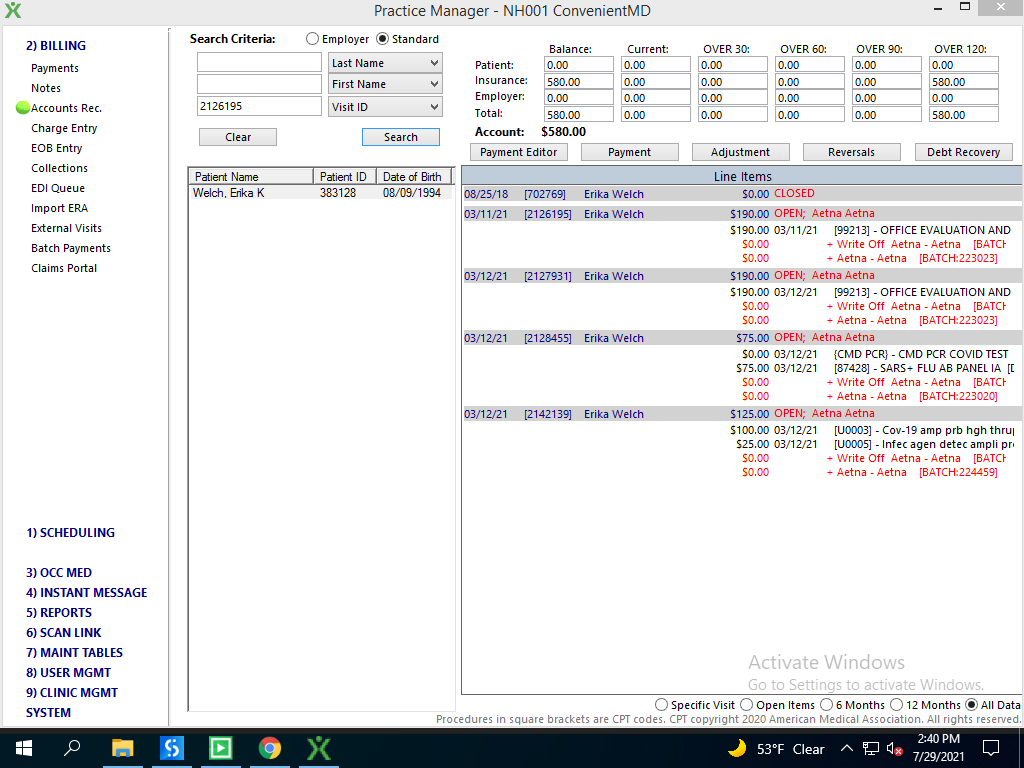 Practice Manager - NH001 ConvenientMD
2) BILLING
Payments
Notes
Accounts Rec.
Charge Entry
EOB Entry
Collections
EDI Queue
Import ERA
External Visits
Batch Payments
Claims Portal
1) SCHEDULING
3) OCC MED
4) INSTANT MESSAGE
5) REPORTS
6) SCAN LINK
7) MAINT TABLES
8) USER MGMT
9) CLINIC MGMT
SYSTEM
Search Criteria: Employer Standard
Last Name
First Name
2126195 Visit ID
Clear Search
Balance: Current: OVER 30: OVER 60: OVER 90: OVER 120:
Patient: 0.00 0.00 0.00 0.00 0.00 0.00
Insurance: 580.00 0.00 0.00 0.00 0.00 580.00
Employer: 0.00 0.00 0.00 0.00 0.00 0.00
Total: 580.00 0.00 0.00 0.00 0.00 580.00
Account: $580.00
Payment Editor Payment Adjustment Reversals Debt Recovery
Patient Name Patient ID Date of Birth
Welch, Erika K 383128 08/09/1994
Line Items
08/25/18 [702769] Erika Welch $0.00 CLOSED
03/11/21 [2126195] Erika Welch $190.00 OPEN; Aetna Aetna
$190.00 03/11/21 [99213] - OFFICE EVALUATION AND
$0.00 + Write Off Aetna - Aetna [BATCH
$0.00 + Aetna - Aetna [BATCH:223023]
03/12/21 [2127931] Erika Welch $190.00 OPEN; Aetna Aetna
$190.00 03/12/21 [99213] - OFFICE EVALUATION AND
$0.00 + Write Off Aetna - Aetna [BATCH
$0.00 + Aetna - Aetna [BATCH:223023]
03/12/21 [2128455] Erika Welch $75.00 OPEN; Aetna Aetna
$0.00 03/12/21 {CMD PCR} - CMD PCR COVID TEST
$75.00 03/12/21 [87428] - SARS+ FLU AB PANEL IA [D
$0.00 + Write Off Aetna - Aetna [BATCH
$0.00 + Aetna - Aetna [BATCH:223020]
03/12/21 [2142139] Erika Welch $125.00 OPEN; Aetna Aetna
$100.00 03/12/21 [U0003] - Cov-19 amp prb hgh thrup
$25.00 03/12/21 [U0005] - Infec agen detec ampli pro
$0.00 + Write Off Aetna - Aetna [BATCH
$0.00 + Aetna - Aetna [BATCH:224459]
Activate Windows
Go to Settings to activate Windows.
Specific Visit Open Items 6 Months 12 Months All Data
Procedures in square brackets are CPT codes. CPT copyright 2020 American Medical Association. All rights reserved.
53°F Clear
2:40 PM
7/29/2021